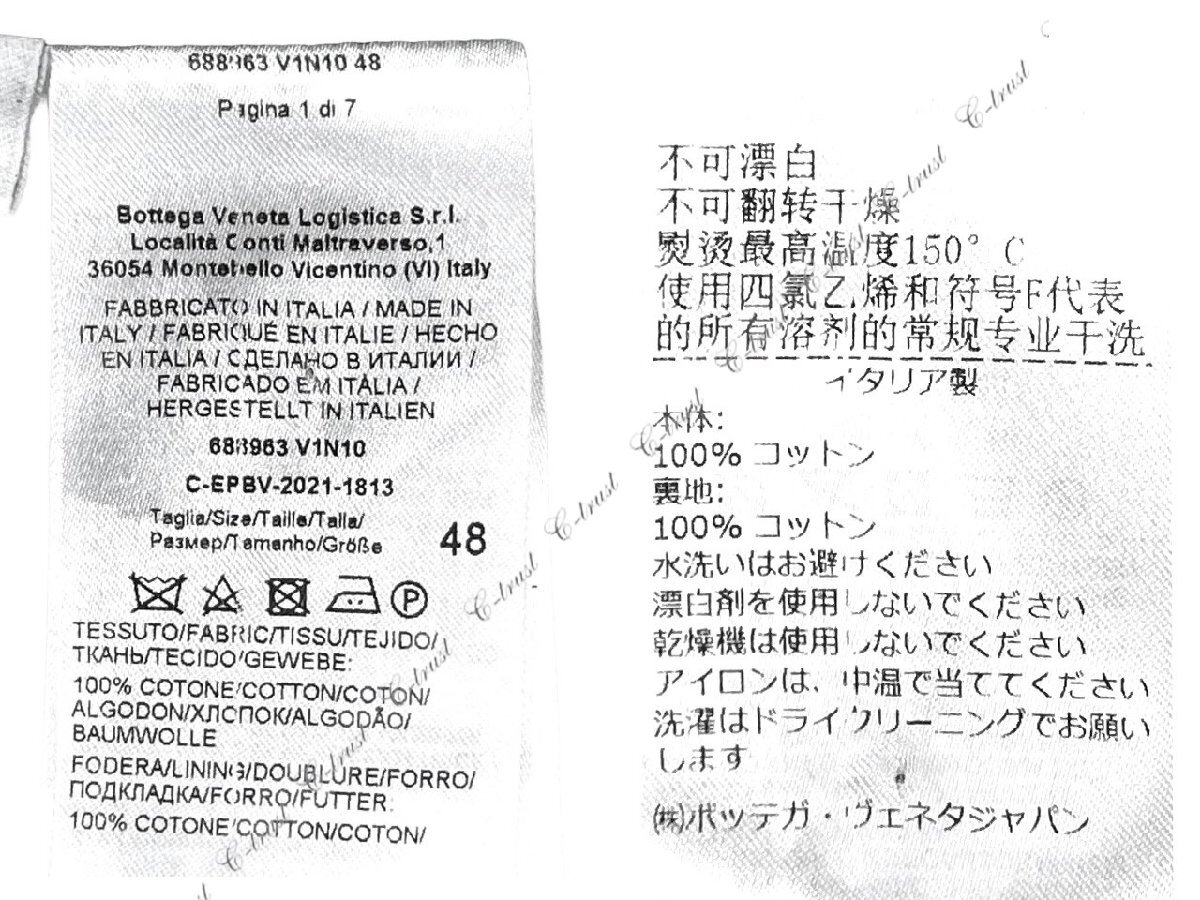 688963 V1N10 48
Pagina 1 di 7
Bottega Veneta Logistica S.r.l.
Località Conti Maltraverso,1
36054 Montebello Vicentino (VI) Italy
FABBRICATO IN ITALIA / MADE IN
ITALY / FABRIQUÉ EN ITALIE / HECHO
EN ITALIA / СДЕЛАНО В ИТАЛИИ /
FABRICADO EM ITÁLIA /
HERGESTELLT IN ITALIEN
688963 V1N10
C-EPBV-2021-1813
Taglia/Size/Taille/Talla/
Размер/Tamanho/Größe 48
P
TESSUTO/FABRIC/TISSU/TEJIDO/
ТКАНЬ/TECIDO/GEWEBE:
100% COTONE/COTTON/COTON/
ALGODON/ХЛОПОК/ALGODÃO/
BAUMWOLLE
FODERA/LINING/DOUBLURE/FORRO/
ПОДКЛАДКА/FORRO/FUTTER:
100% COTONE/COTTON/COTON/
不可漂白
不可翻转干燥
熨烫最高温度150° C
使用四氯乙烯和符号F代表
的所有溶剂的常规专业干洗
イタリア製
本体:
100% コットン
裏地:
100% コットン
水洗いはお避けください
漂白剤を使用しないでください
乾燥機は使用しないでください
アイロンは、中温で当ててください
洗濯はドライクリーニングでお願い
します
㈱ボッテガ・ヴェネタジャパン
C-trust
C-trust
C-trust
C-trust
C-trust
C-trust
C-trust
C-trust
C-trust
C-trust